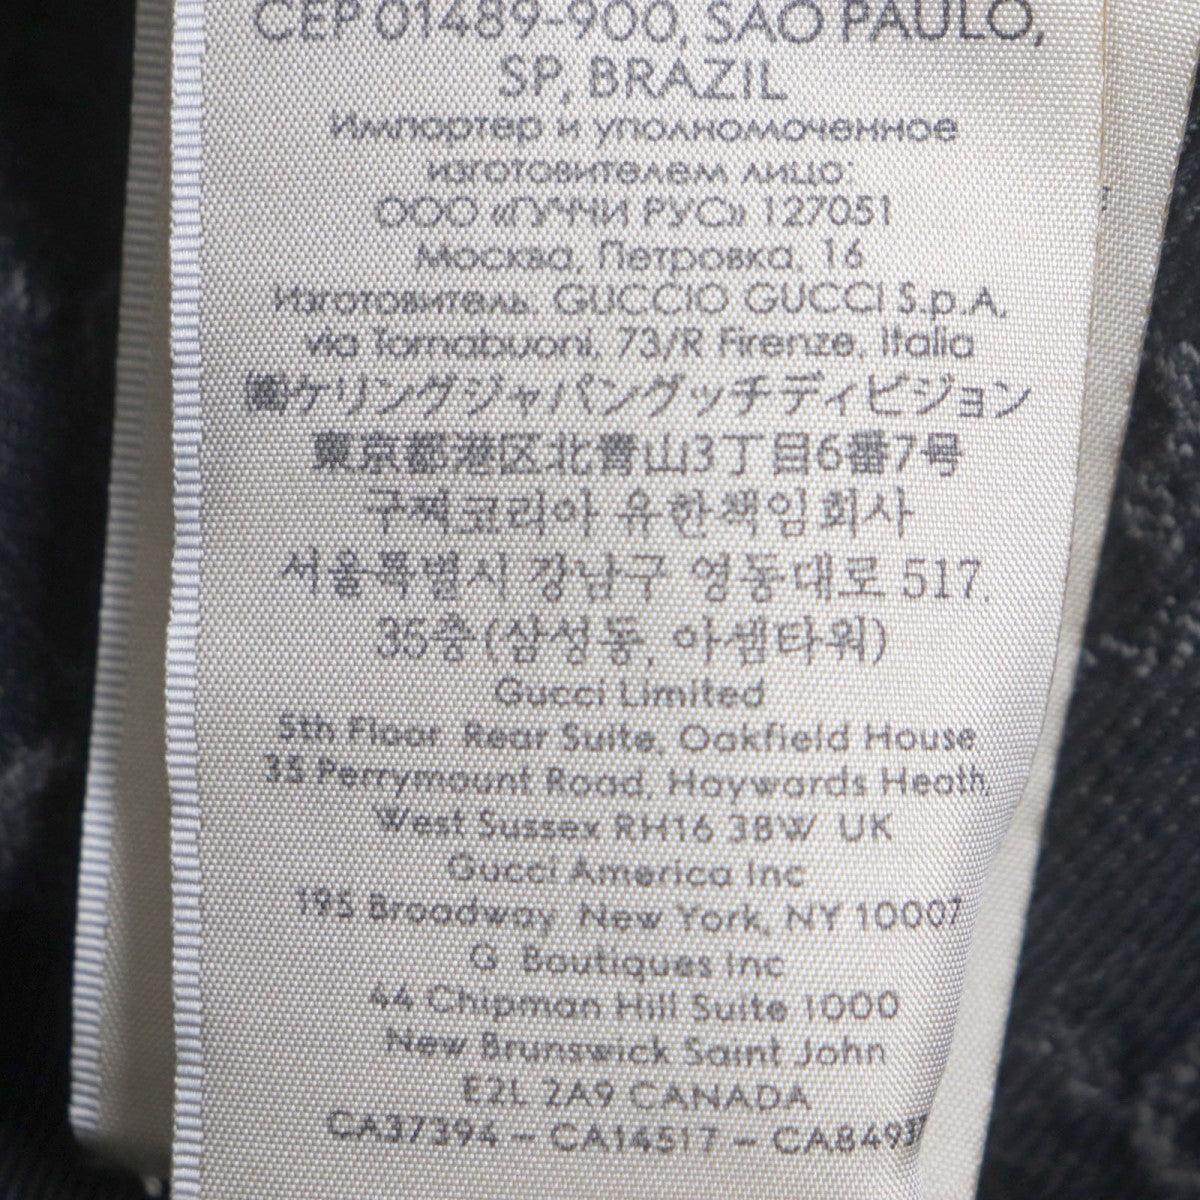 CEP 01489-900, SAO PAULO,
SP, BRAZIL
Импортер и уполномоченное
изготовителем лицо:
ООО «ГУЧЧИ РУС» 127051
Москва, Петровка, 16
Изготовитель: GUCCIO GUCCI S.p.A.
via Tornabuoni, 73/R Firenze, Italia
㈱ケリングジャパングッチディビジョン
東京都港区北青山3丁目6番7号
구찌코리아 유한책임회사
서울특별시 강남구 영동대로 517,
35층(삼성동, 아셈타워)
Gucci Limited
5th Floor Rear Suite, Oakfield House
35 Perrymount Road, Haywards Heath,
West Sussex RH16 3BW UK
Gucci America Inc
195 Broadway New York, NY 10007
G Boutiques Inc
44 Chipman Hill Suite 1000
New Brunswick Saint John
E2L 2A9 CANADA
CA37394 – CA14517 – CA84937